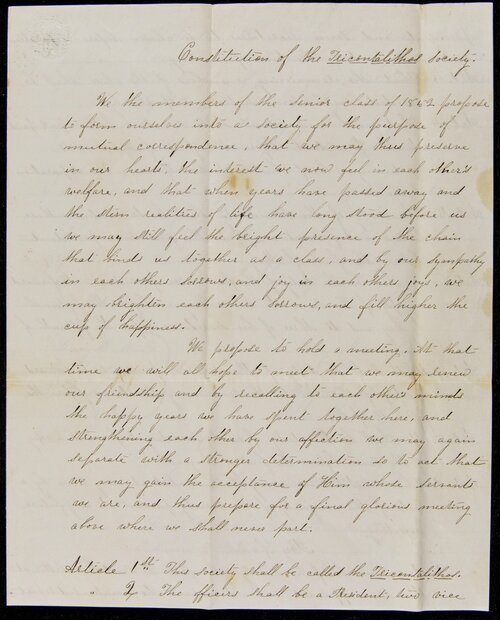 Constitution of the Tricontalithos society.
We the members of the senior class of 1852 propose
to form ourselves into a society for the purpose of
mutual correspondence, that we may thus preserve
in our hearts, the interest we now feel in each other's
welfare, and that when years have passed away and
the stern realities of life have long stood before us
we may still feel the bright presence of the chain
that binds us together as a class, and by our sympathy
in each others sorrows, and joy in each others joys, we
may brighten each others sorrows, and fill higher the
cup of happiness.
We propose to hold a meeting. At that
time we will all hope to meet that we may renew
our friendship and by recalling to each other's minds
the happy years we have spent together here, and
strengthening each other by our affection we may again
separate with a stronger determination so to act that
we may gain the acceptance of Him whose servants
we are, and thus prepare for a final glorious meeting
above where we shall never part.
Article 1st. This society shall be called the Tricontalithos.
" 2 The officers shall be a President, two vice